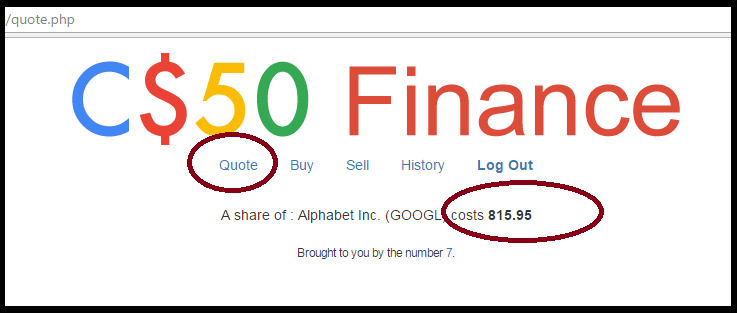 /quote.php
C$50 Finance
Quote Buy Sell History Log Out
A share of : Alphabet Inc. (GOOGL) costs 815.95
Brought to you by the number 7.